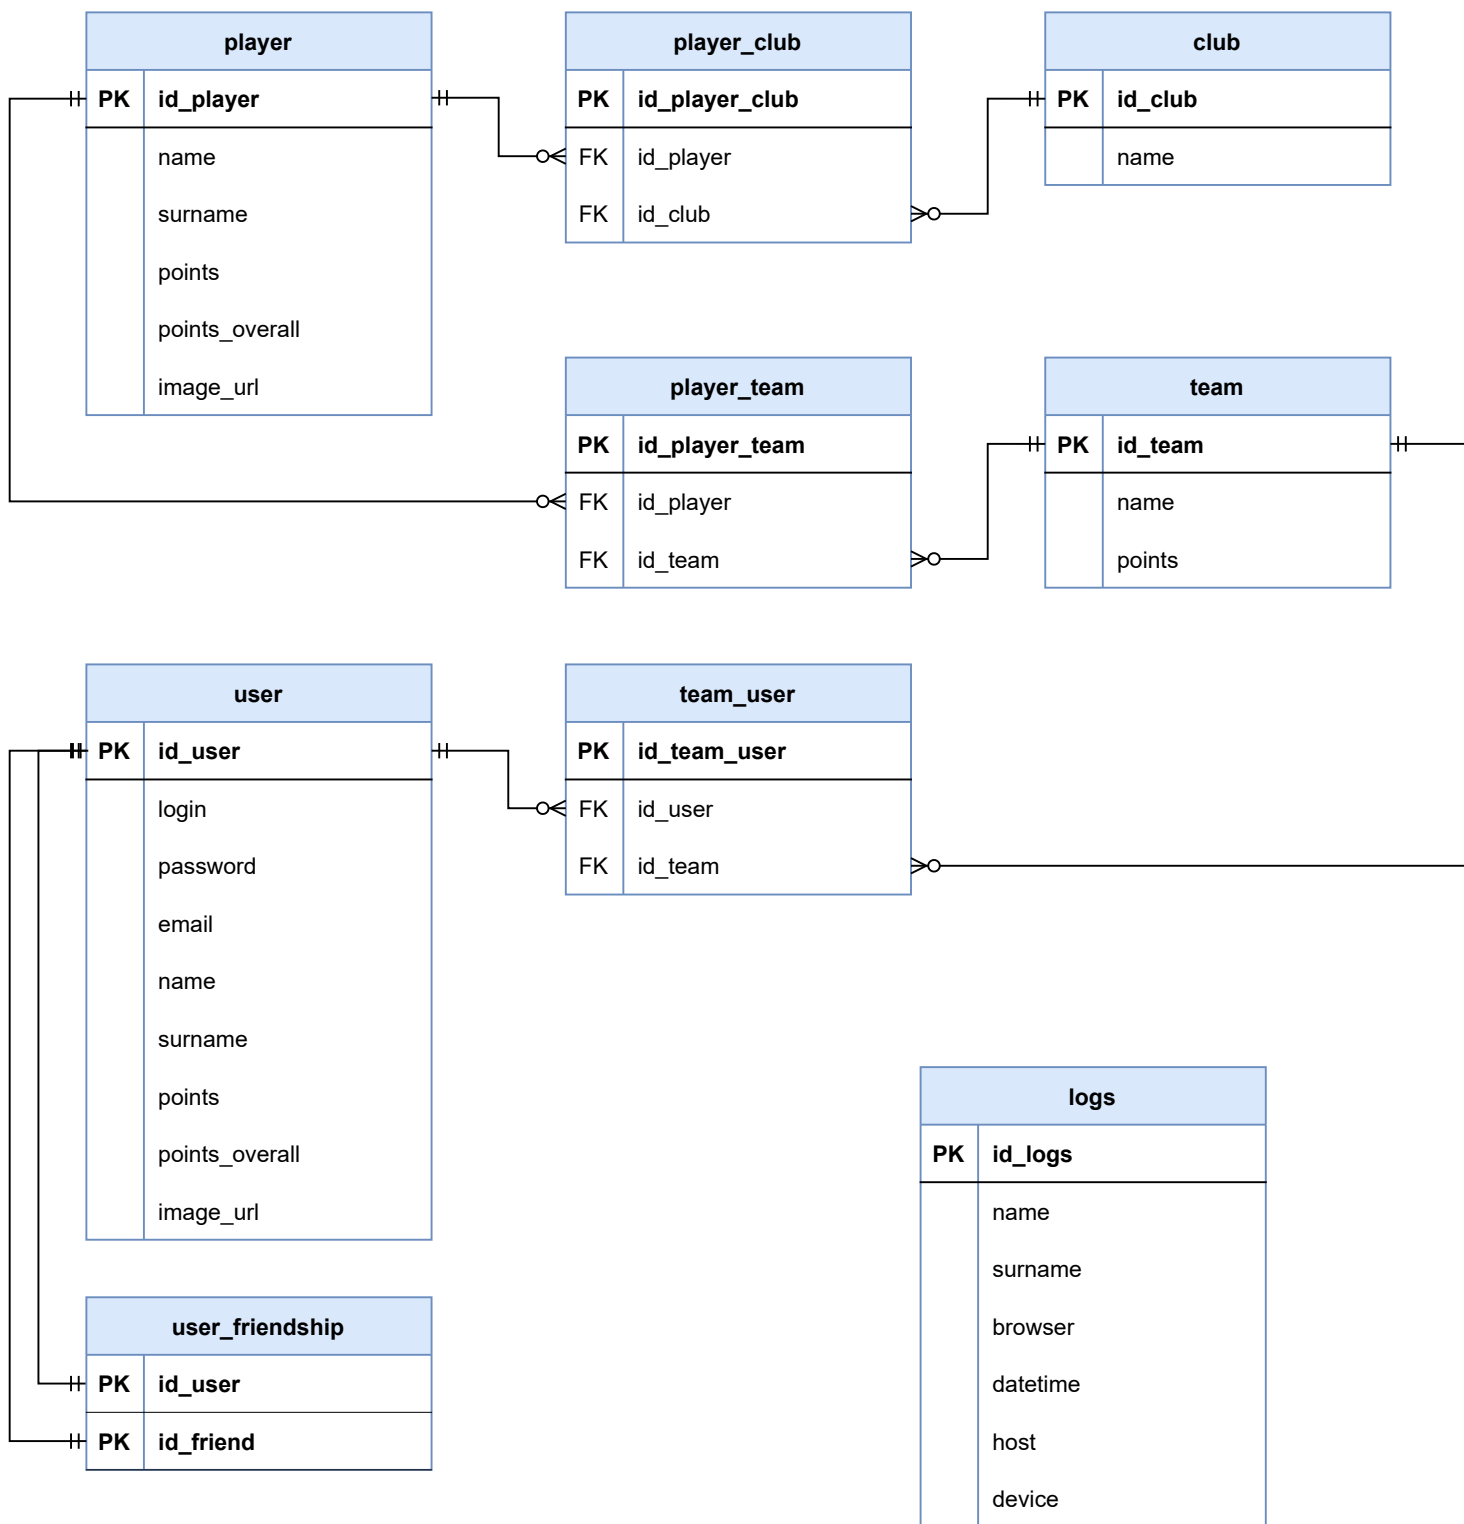 player
PK id_player
name
surname
points
points_overall
image_url
player_club
PK id_player_club
FK id_player
FK id_club
club
PK id_club
name
player_team
PK id_player_team
FK id_player
FK id_team
team
PK id_team
name
points
user
PK id_user
login
password
email
name
surname
points
points_overall
image_url
team_user
PK id_team_user
FK id_user
FK id_team
user_friendship
PK id_user
PK id_friend
logs
PK id_logs
name
surname
browser
datetime
host
device